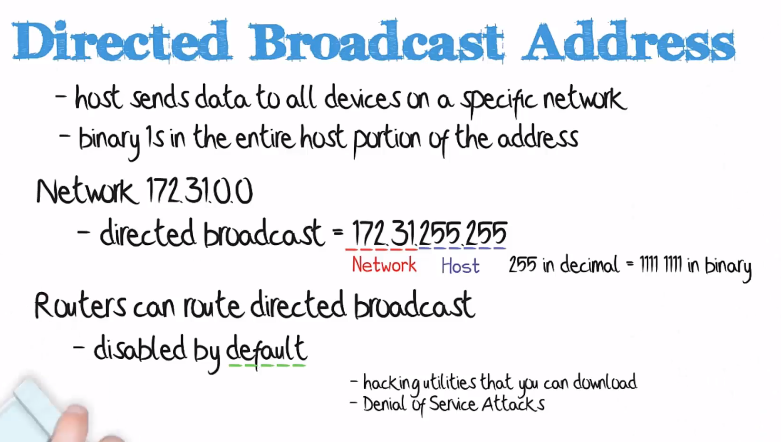 Directed Broadcast Address
- host sends data to all devices on a specific network
- binary 1s in the entire host portion of the address
Network 172.31.0.0
- directed broadcast = 172.31.255.255
Network Host 255 in decimal = 1111 1111 in binary
Routers can route directed broadcast
- disabled by default
- hacking utilities that you can download
- Denial of Service Attacks